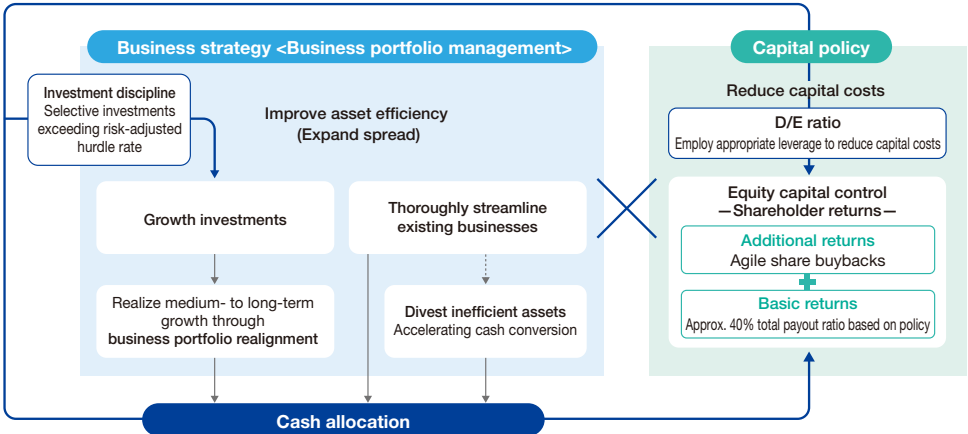 Business strategy <Business portfolio management>
Investment discipline
Selective investments
exceeding risk-adjusted
hurdle rate
Improve asset efficiency
(Expand spread)
Growth investments
Thoroughly streamline
existing businesses
Realize medium- to long-term
growth through
business portfolio realignment
Divest inefficient assets
Accelerating cash conversion
Capital policy
Reduce capital costs
D/E ratio
Employ appropriate leverage to reduce capital costs
Equity capital control
—Shareholder returns—
Additional returns
Agile share buybacks
Basic returns
Approx. 40% total payout ratio based on policy
Cash allocation